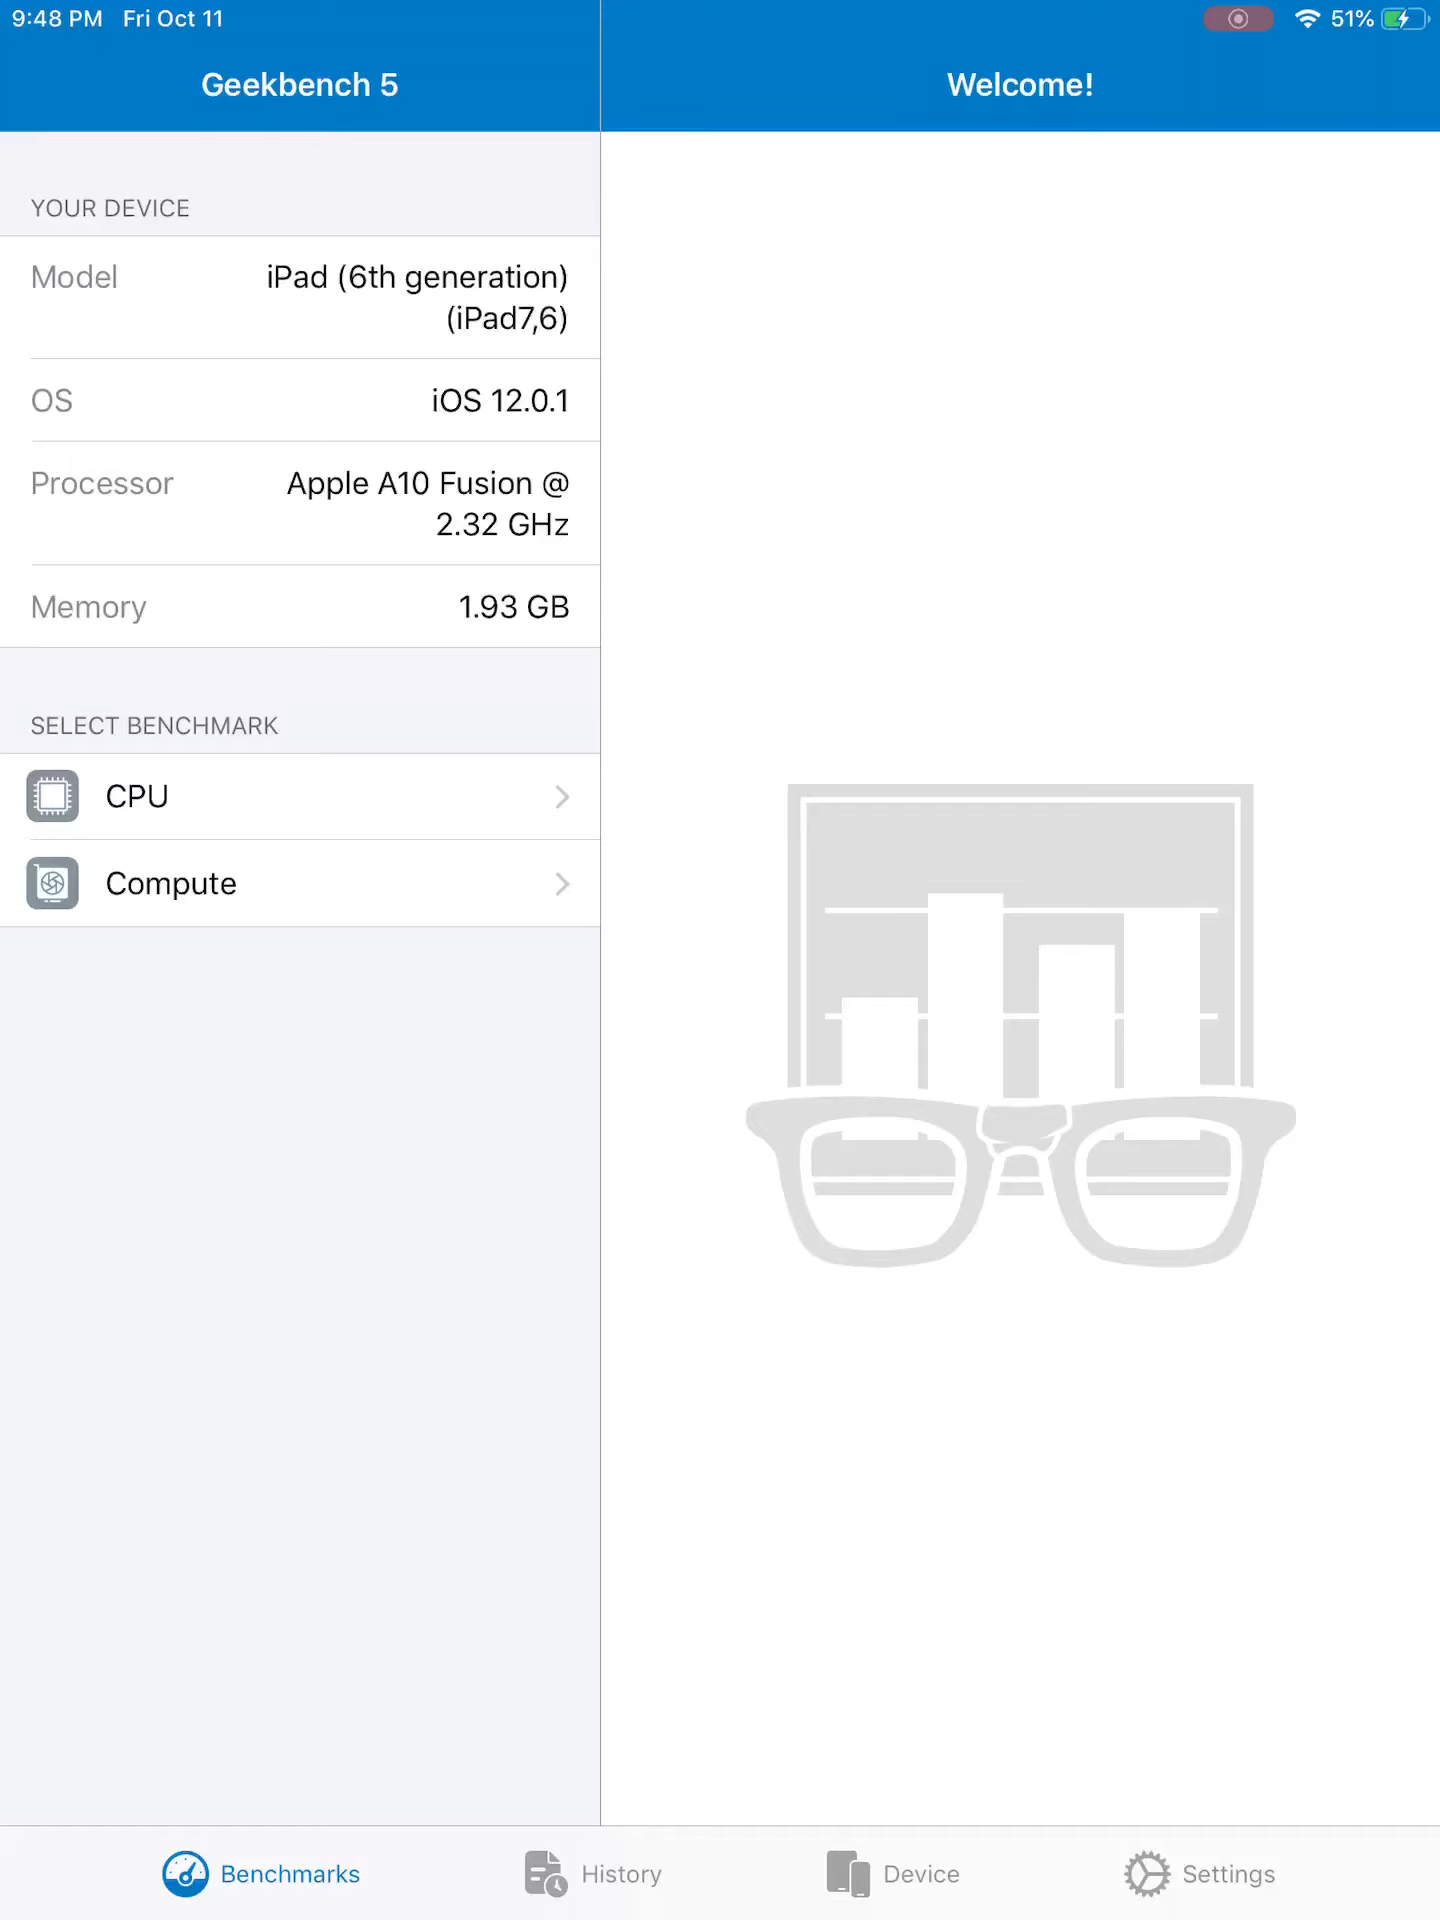 9:48 PM Fri Oct 11
51%
Geekbench 5
Welcome!
YOUR DEVICE
Model
iPad (6th generation)
(iPad7,6)
OS
iOS 12.0.1
Processor
Apple A10 Fusion @
2.32 GHz
Memory
1.93 GB
SELECT BENCHMARK
CPU
Compute
Benchmarks
History
Device
Settings